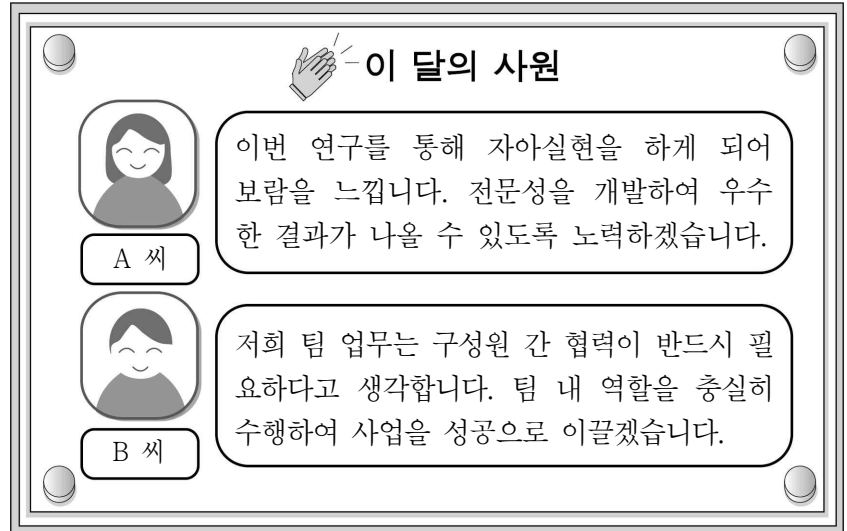 이 달의 사원
이번 연구를 통해 자아실현을 하게 되어
보람을 느낍니다. 전문성을 개발하여 우수
한 결과가 나올 수 있도록 노력하겠습니다.
A 씨
저희 팀 업무는 구성원 간 협력이 반드시 필
요하다고 생각합니다. 팀 내 역할을 충실히
수행하여 사업을 성공으로 이끌겠습니다.
B 씨